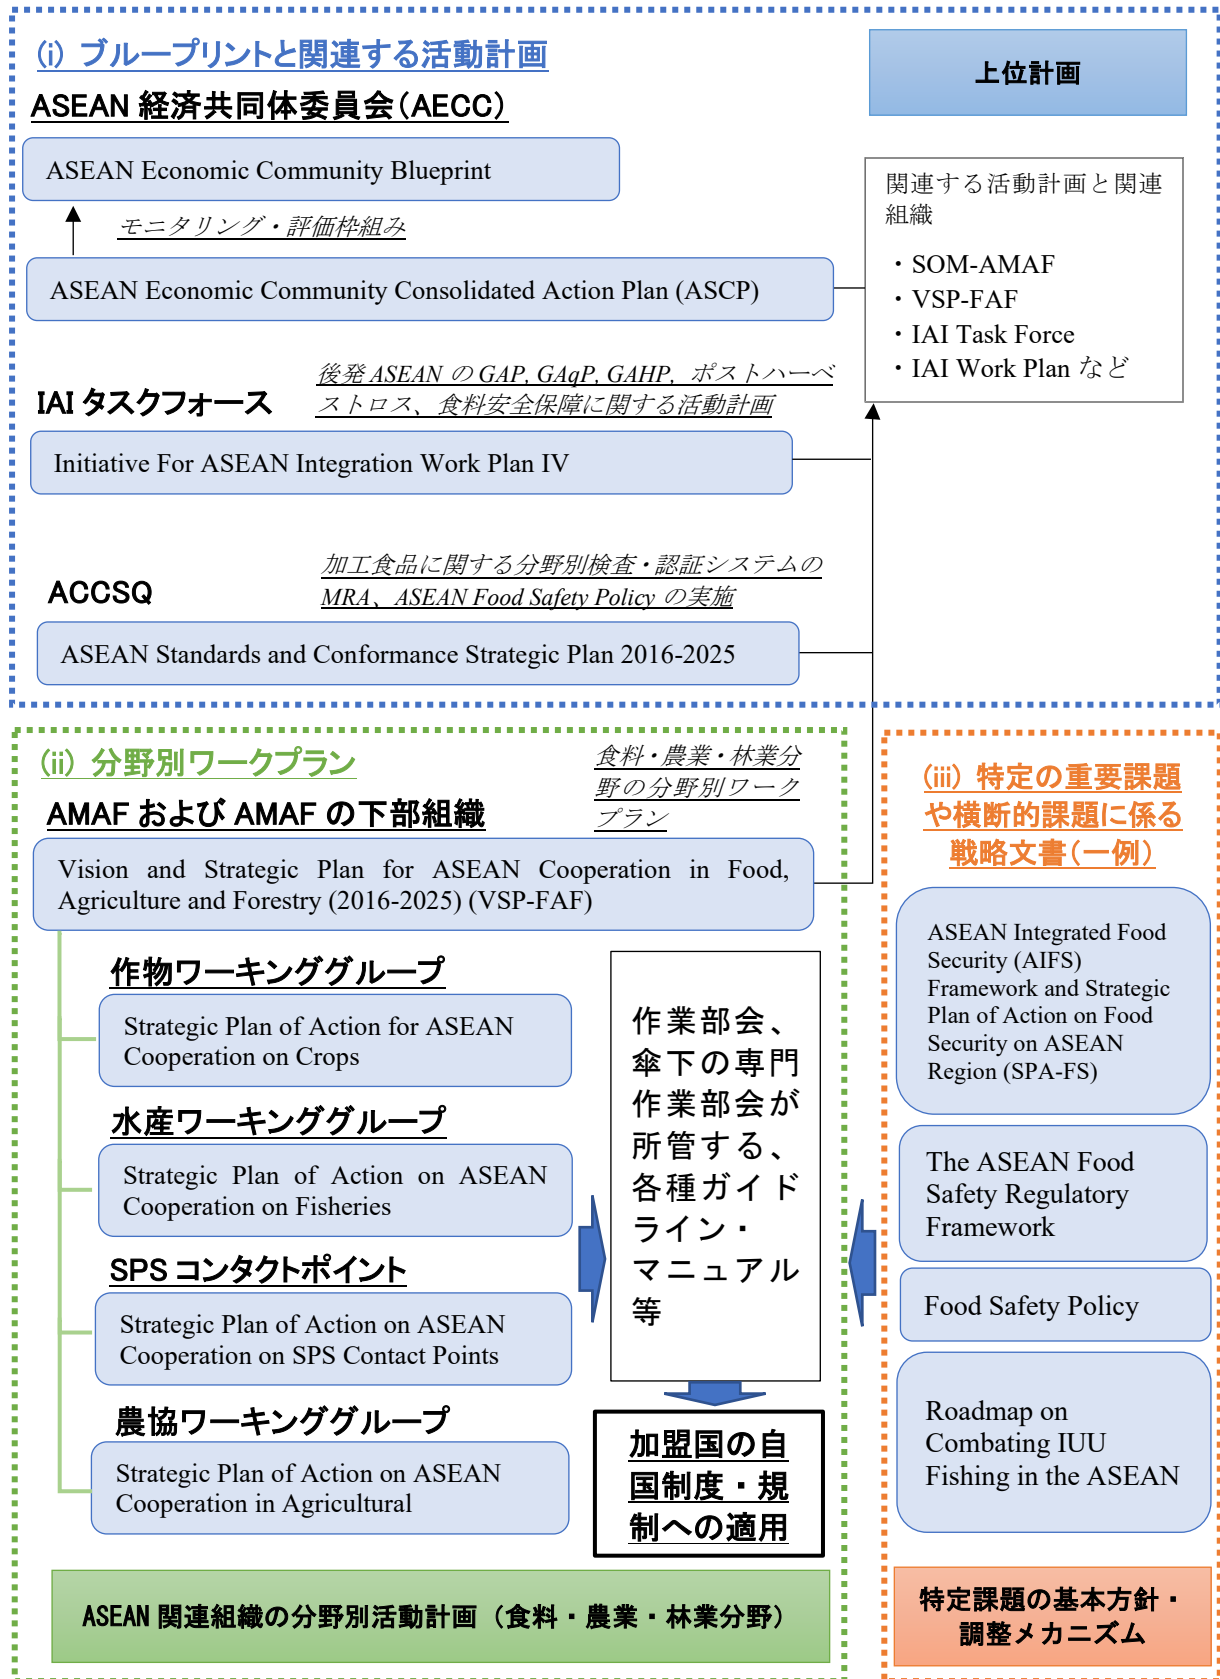 (i) ブループリントと関連する活動計画
上位計画
ASEAN 経済共同体委員会（AECC）
ASEAN Economic Community Blueprint
モニタリング・評価枠組み
ASEAN Economic Community Consolidated Action Plan (ASCP)
関連する活動計画と関連
組織
・SOM-AMAF
・VSP-FAF
・IAI Task Force
・IAI Work Plan など
IAI タスクフォース
後発 ASEAN の GAP, GAqP, GAHP, ポストハーベ
ストロス、食料安全保障に関する活動計画
Initiative For ASEAN Integration Work Plan IV
ACCSQ
加工食品に関する分野別検査・認証システムの
MRA、ASEAN Food Safety Policy の実施
ASEAN Standards and Conformance Strategic Plan 2016-2025
(ii) 分野別ワークプラン
食料・農業・林業分
野の分野別ワーク
プラン
AMAF および AMAF の下部組織
Vision and Strategic Plan for ASEAN Cooperation in Food,
Agriculture and Forestry (2016-2025) (VSP-FAF)
作物ワーキンググループ
Strategic Plan of Action for ASEAN
Cooperation on Crops
水産ワーキンググループ
Strategic Plan of Action on ASEAN
Cooperation on Fisheries
SPS コンタクトポイント
Strategic Plan of Action on ASEAN
Cooperation on SPS Contact Points
農協ワーキンググループ
Strategic Plan of Action on ASEAN
Cooperation in Agricultural
作業部会、
傘下の専門
作業部会が
所管する、
各種ガイド
ライン・
マニュアル
等
加盟国の自
国制度・規
制への適用
ASEAN 関連組織の分野別活動計画（食料・農業・林業分野）
(iii) 特定の重要課題
や横断的課題に係る
戦略文書（一例）
ASEAN Integrated Food
Security (AIFS)
Framework and Strategic
Plan of Action on Food
Security on ASEAN
Region (SPA-FS)
The ASEAN Food
Safety Regulatory
Framework
Food Safety Policy
Roadmap on
Combating IUU
Fishing in the ASEAN
特定課題の基本方針・
調整メカニズム